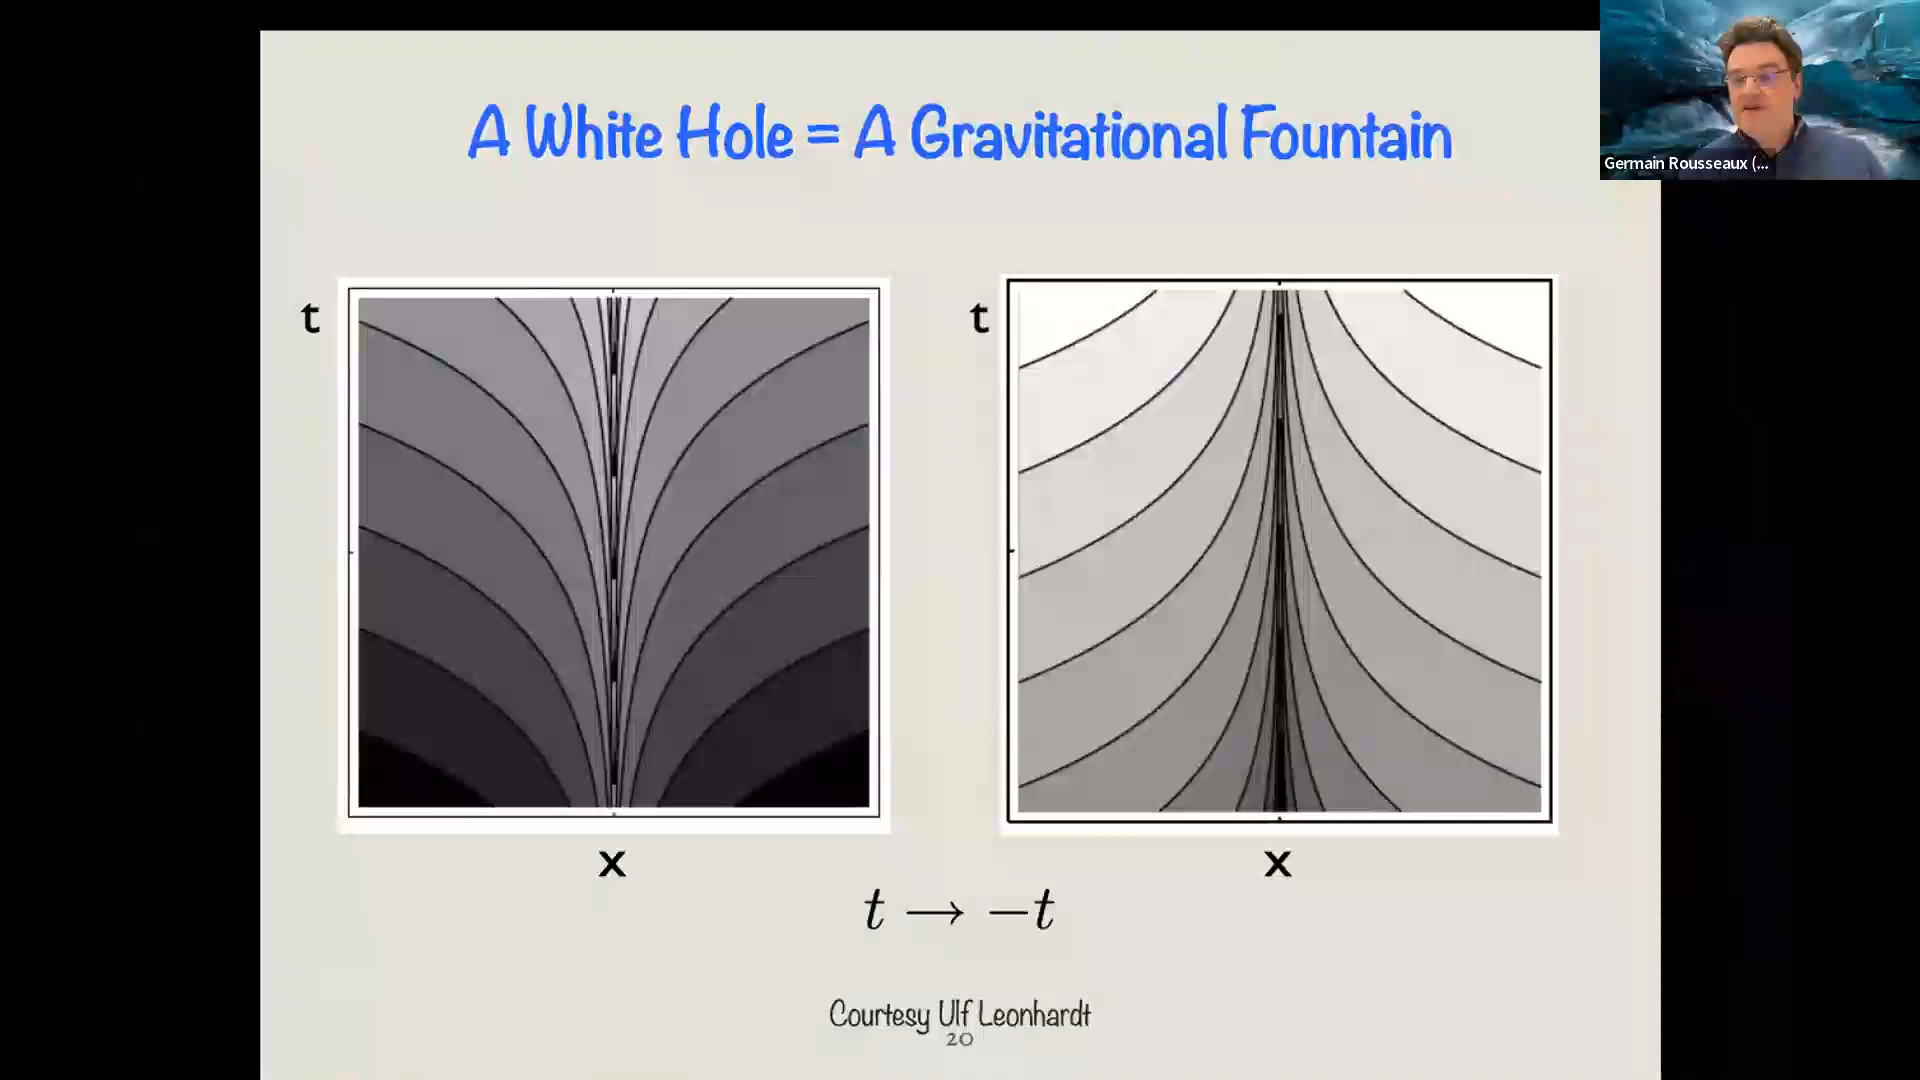 A White Hole = A Gravitational Fountain
Germain Rousseaux (...
t
t
x
x
t → −t
Courtesy Ulf Leonhardt
20